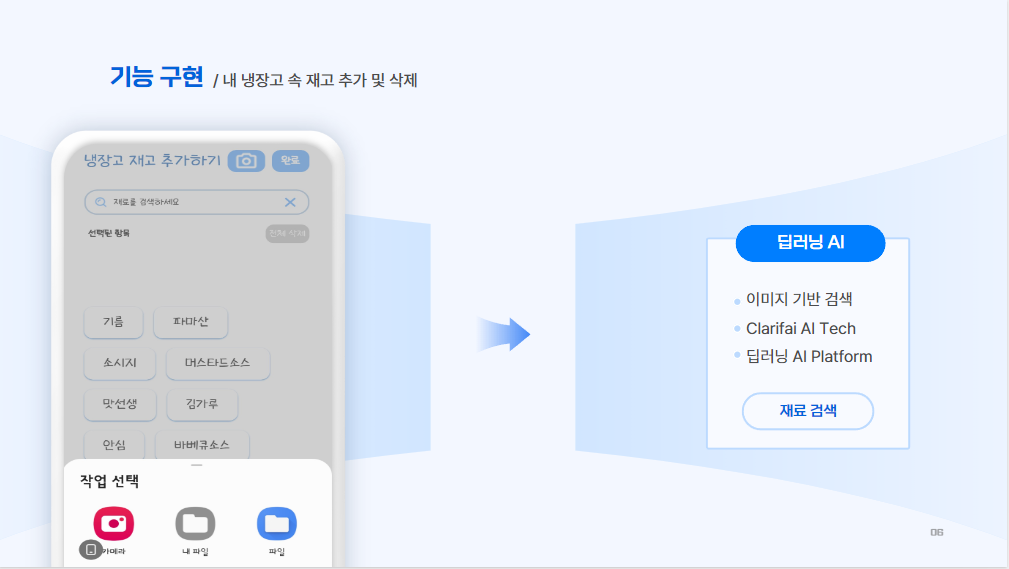 기능 구현 / 내 냉장고 속 재고 추가 및 삭제
냉장고 재고 추가하기 완료
재료를 검색하세요
선택된 항목 전체 삭제
기름 파마산
소시지 머스타드소스
맛선생 김가루
안심 바베큐소스
작업 선택
카메라 내 파일 파일
딥러닝 AI
이미지 기반 검색
Clarifai AI Tech
딥러닝 AI Platform
재료 검색
06